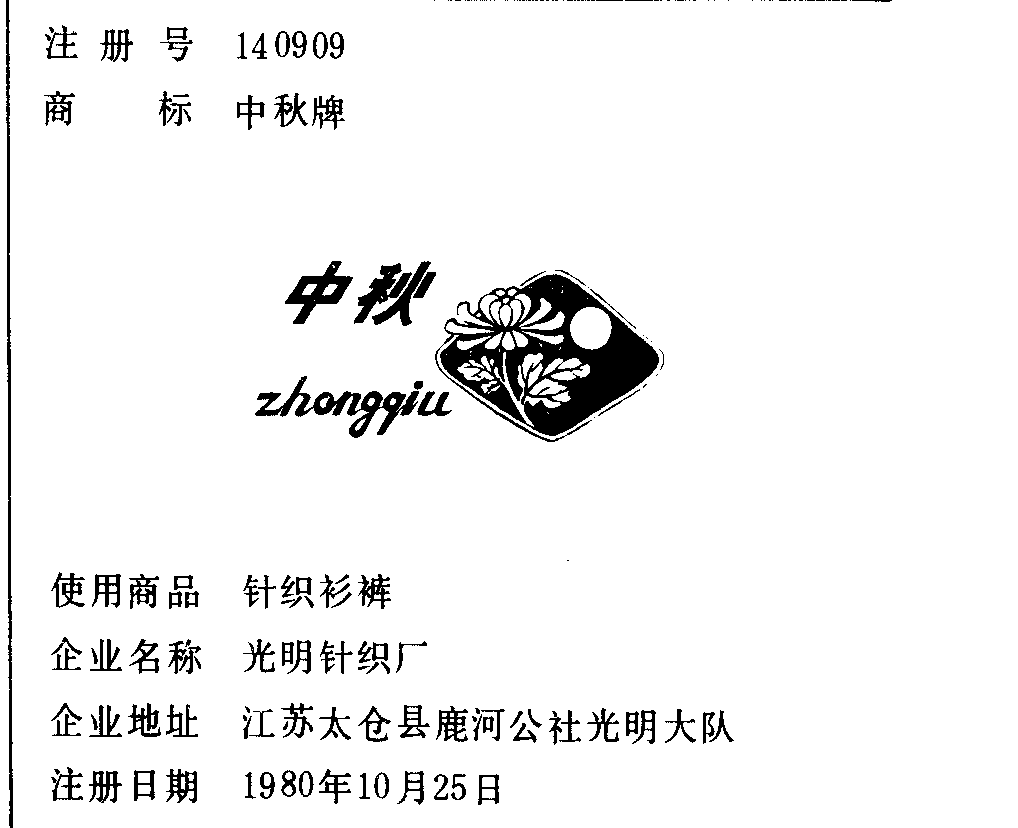 注册号 140909
商标 中秋牌
中秋
zhongqiu
使用商品 针织衫裤
企业名称 光明针织厂
企业地址 江苏太仓县鹿河公社光明大队
注册日期 1980年10月25日